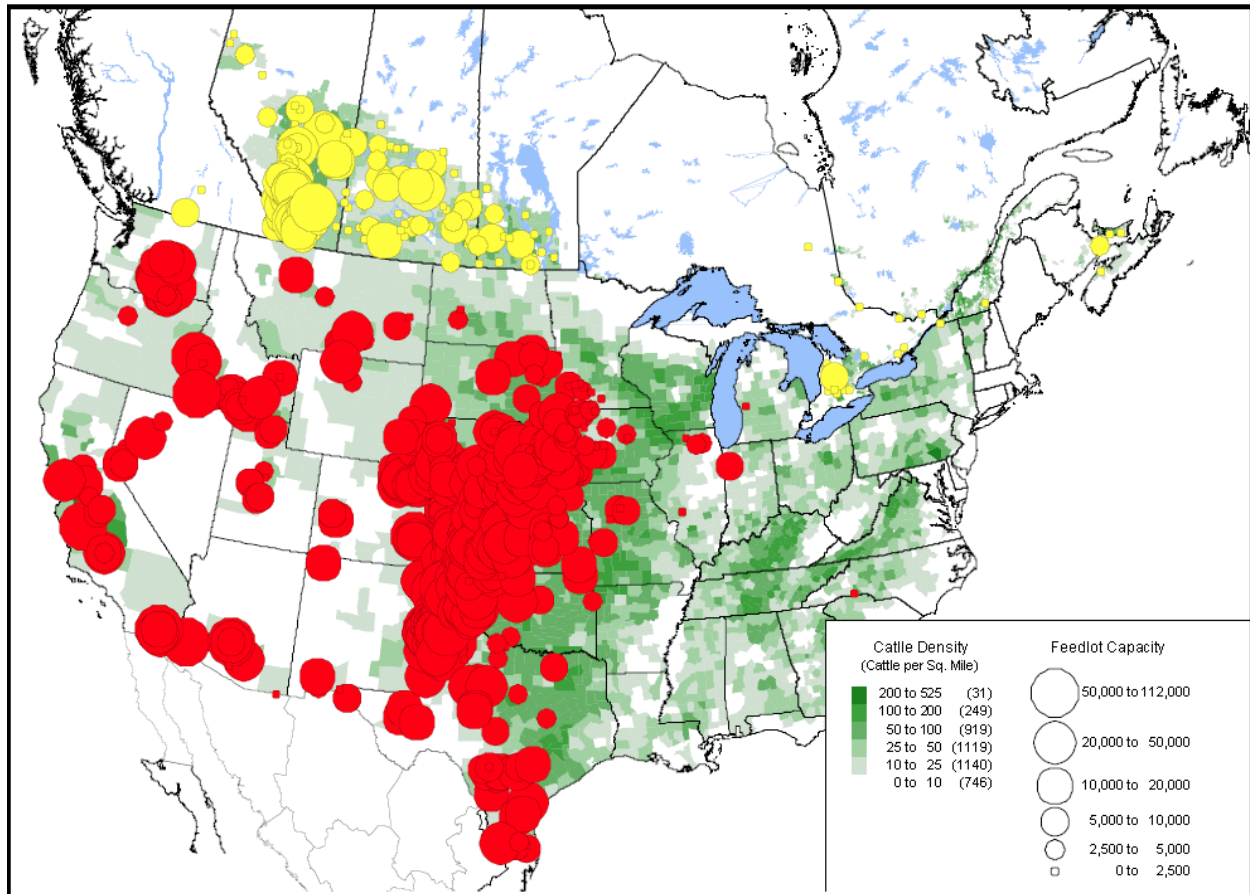 Cattle Density
(Cattle per Sq. Mile)
200 to 525 (31)
100 to 200 (249)
50 to 100 (919)
25 to 50 (1119)
10 to 25 (1140)
0 to 10 (746)
Feedlot Capacity
50,000 to 112,000
20,000 to 50,000
10,000 to 20,000
5,000 to 10,000
2,500 to 5,000
0 to 2,500